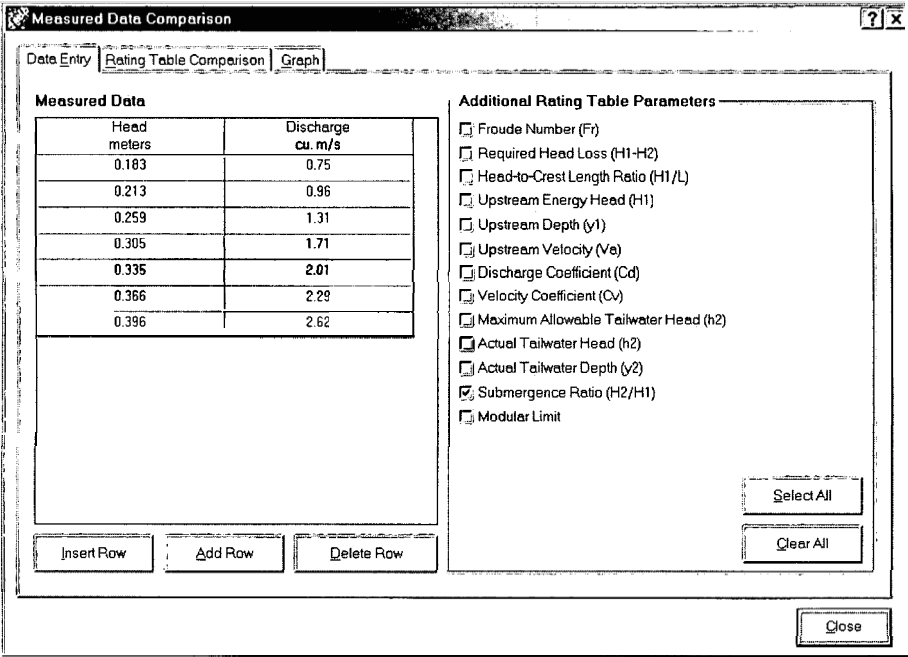 Measured Data Comparison
Data Entry Rating Table Comparison Graph
Measured Data
Head Discharge
meters cu. m/s
0.183 0.75
0.213 0.96
0.259 1.31
0.305 1.71
0.335 2.01
0.366 2.29
0.396 2.62
Insert Row Add Row Delete Row
Additional Rating Table Parameters
Froude Number (Fr)
Required Head Loss (H1-H2)
Head-to-Crest Length Ratio (H1/L)
Upstream Energy Head (H1)
Upstream Depth (y1)
Upstream Velocity (Va)
Discharge Coefficient (Cd)
Velocity Coefficient (Cv)
Maximum Allowable Tailwater Head (h2)
Actual Tailwater Head (h2)
Actual Tailwater Depth (y2)
Submergence Ratio (H2/H1)
Modular Limit
Select All
Clear All
Close